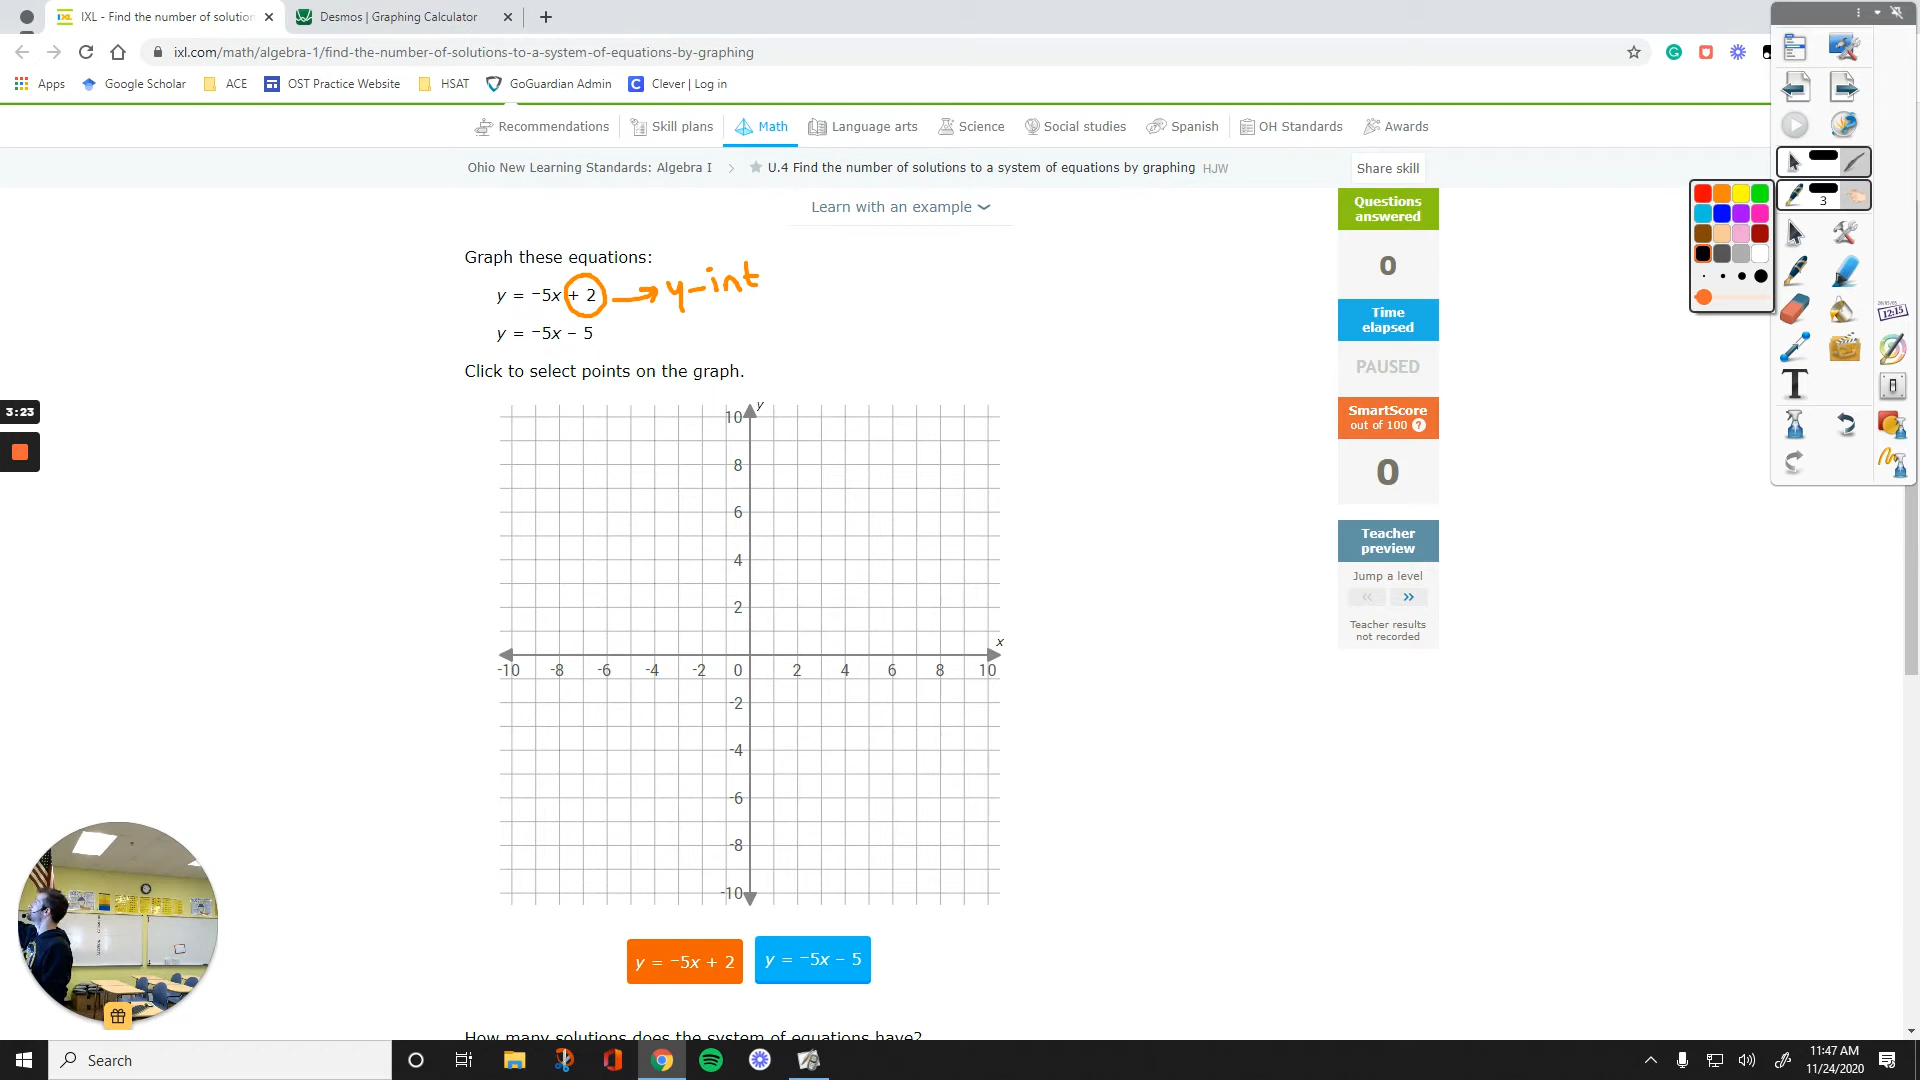 IXL - Find the number of solution
Desmos | Graphing Calculator
ixl.com/math/algebra-1/find-the-number-of-solutions-to-a-system-of-equations-by-graphing
Apps
Google Scholar
ACE
OST Practice Website
HSAT
GoGuardian Admin
Clever | Log in
Recommendations
Skill plans
Math
Language arts
Science
Social studies
Spanish
OH Standards
Awards
Ohio New Learning Standards: Algebra I
U.4 Find the number of solutions to a system of equations by graphing HJW
Share skill
Learn with an example
Graph these equations:
y = -5x + 2 → y-int
y = -5x - 5
Click to select points on the graph.
y
10
8
6
4
2
x
-10 -8 -6 -4 -2 0 2 4 6 8 10
-2
-4
-6
-8
-10
y = -5x + 2
y = -5x - 5
How many solutions does the system of equations have?
Questions answered
0
Time elapsed
PAUSED
SmartScore
out of 100 ?
0
Teacher preview
Jump a level
<< >>
Teacher results
not recorded
3
12:15
T
3:23
Search
11:47 AM
11/24/2020